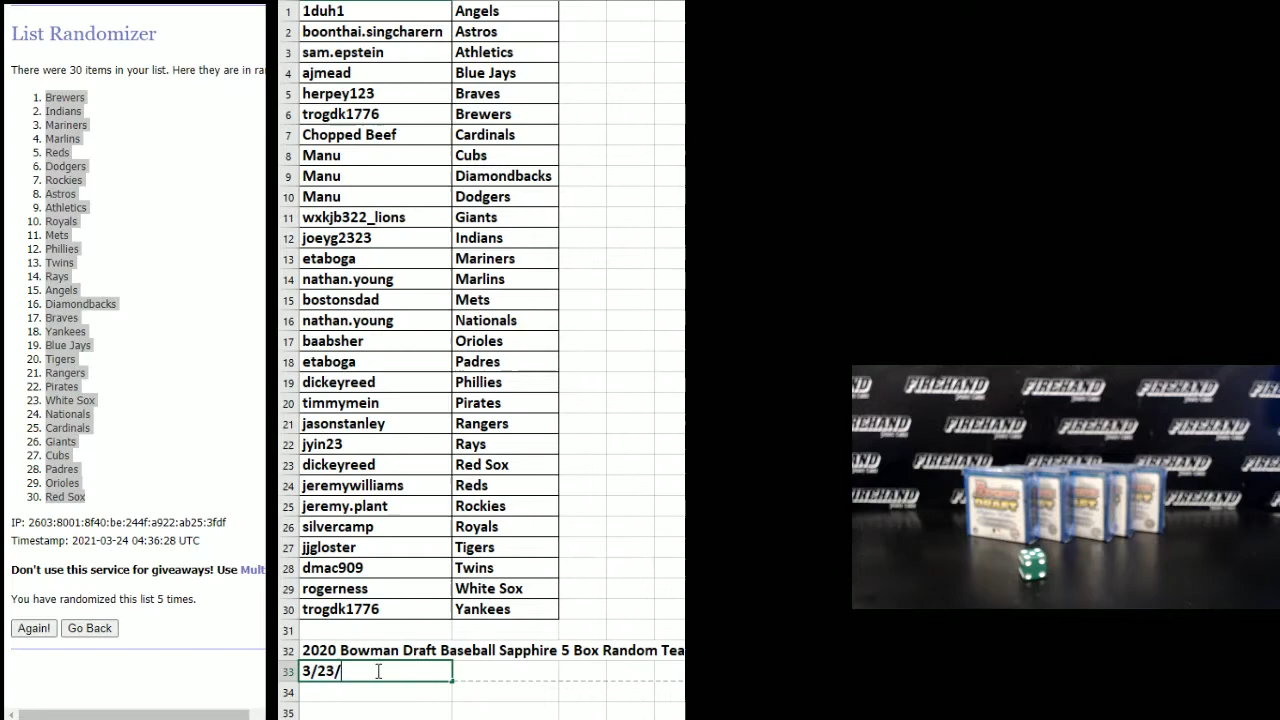 List Randomizer
There were 30 items in your list. Here they are in ra
1. Brewers
2. Indians
3. Mariners
4. Marlins
5. Reds
6. Dodgers
7. Rockies
8. Astros
9. Athletics
10. Royals
11. Mets
12. Phillies
13. Twins
14. Rays
15. Angels
16. Diamondbacks
17. Braves
18. Yankees
19. Blue Jays
20. Tigers
21. Rangers
22. Pirates
23. White Sox
24. Nationals
25. Cardinals
26. Giants
27. Cubs
28. Padres
29. Orioles
30. Red Sox
IP: 2603:8001:8f40:be:244f:a922:ab25:3fdf
Timestamp: 2021-03-24 04:36:28 UTC
Don't use this service for giveaways! Use Mult
You have randomized this list 5 times.
Again! Go Back
1 1duh1 Angels
2 boonthai.singcharern Astros
3 sam.epstein Athletics
4 ajmead Blue Jays
5 herpey123 Braves
6 trogdk1776 Brewers
7 Chopped Beef Cardinals
8 Manu Cubs
9 Manu Diamondbacks
10 Manu Dodgers
11 wxkjb322_lions Giants
12 joeyg2323 Indians
13 etaboga Mariners
14 nathan.young Marlins
15 bostonsdad Mets
16 nathan.young Nationals
17 baabsher Orioles
18 etaboga Padres
19 dickeyreed Phillies
20 timmymein Pirates
21 jasonstanley Rangers
22 jyin23 Rays
23 dickeyreed Red Sox
24 jeremywilliams Reds
25 jeremy.plant Rockies
26 silvercamp Royals
27 jjgloster Tigers
28 dmac909 Twins
29 rogerness White Sox
30 trogdk1776 Yankees
31
32 2020 Bowman Draft Baseball Sapphire 5 Box Random Tea
33 3/23/
34
35
FIREHAND FIREHAND FIREHAND
FIREHAND FIREHAND FIREHAND
FIREHAND
FIREHAND
DRAFT